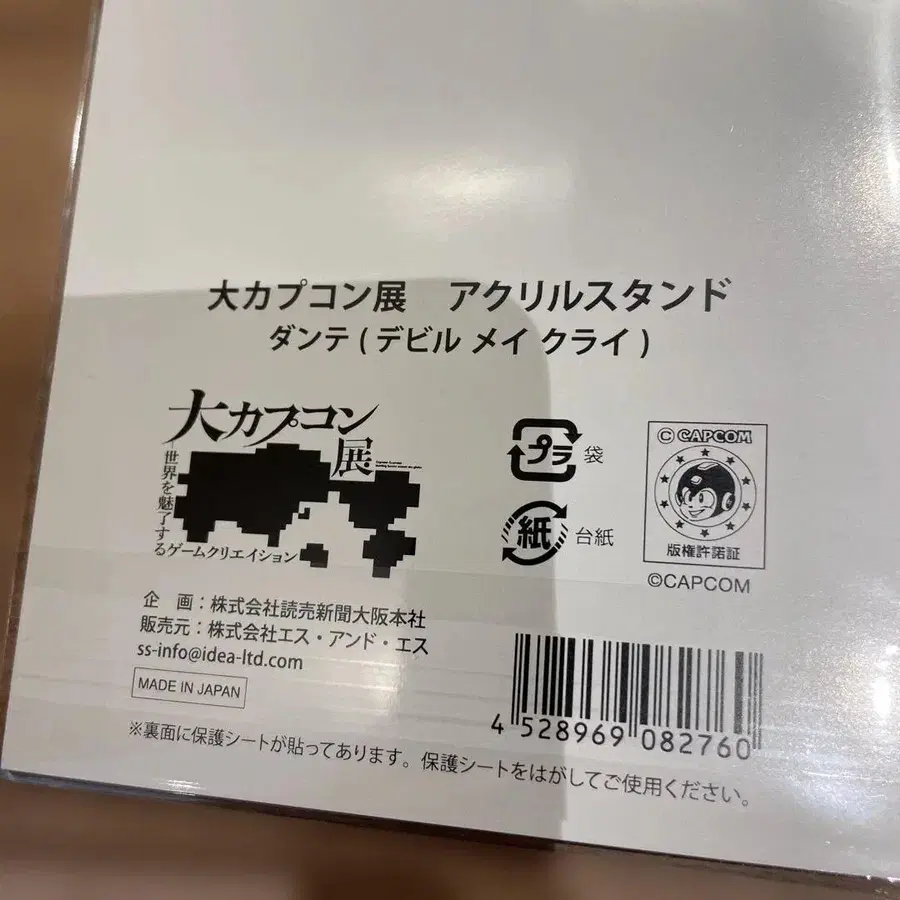 大カプコン展　アクリルスタンド
ダンテ ( デビル メイ クライ )
大カプコン展
世界を魅了するゲームクリエイション
プラ 袋
紙 台紙
© CAPCOM
版権許諾証
©CAPCOM
企　画：株式会社読売新聞大阪本社
販売元：株式会社エス・アンド・エス
ss-info@idea-ltd.com
MADE IN JAPAN
4 528969 082760
※裏面に保護シートが貼ってあります。保護シートをはがしてご使用ください。